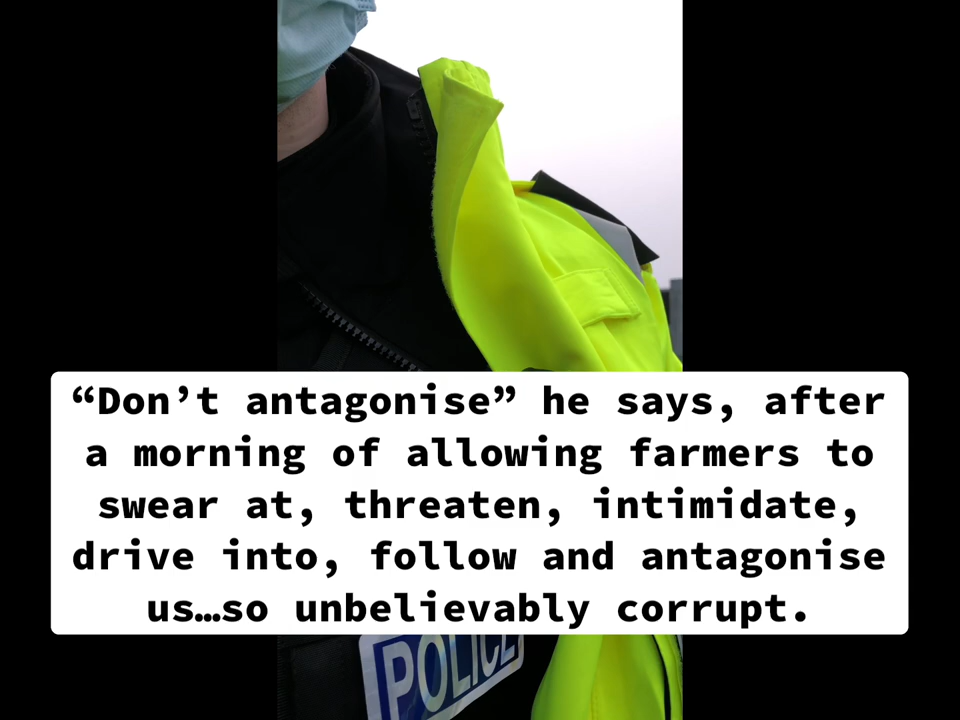 “Don’t antagonise” he says, after
a morning of allowing farmers to
swear at, threaten, intimidate,
drive into, follow and antagonise
us…so unbelievably corrupt.
POLICE